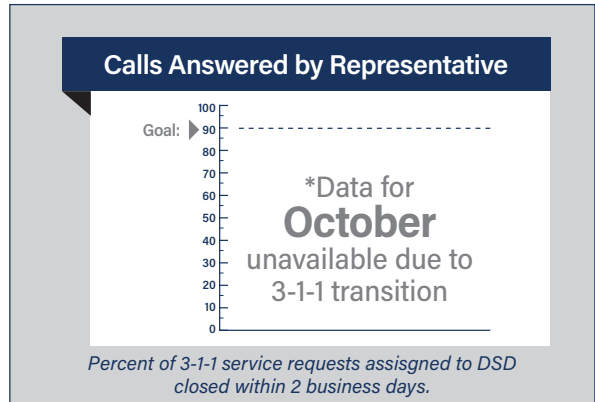 Calls Answered by Representative
100
Goal: 90
80
70
60
50
40
30
20
10
0
*Data for
October
unavailable due to
3-1-1 transition
Percent of 3-1-1 service requests assisgned to DSD
closed within 2 business days.